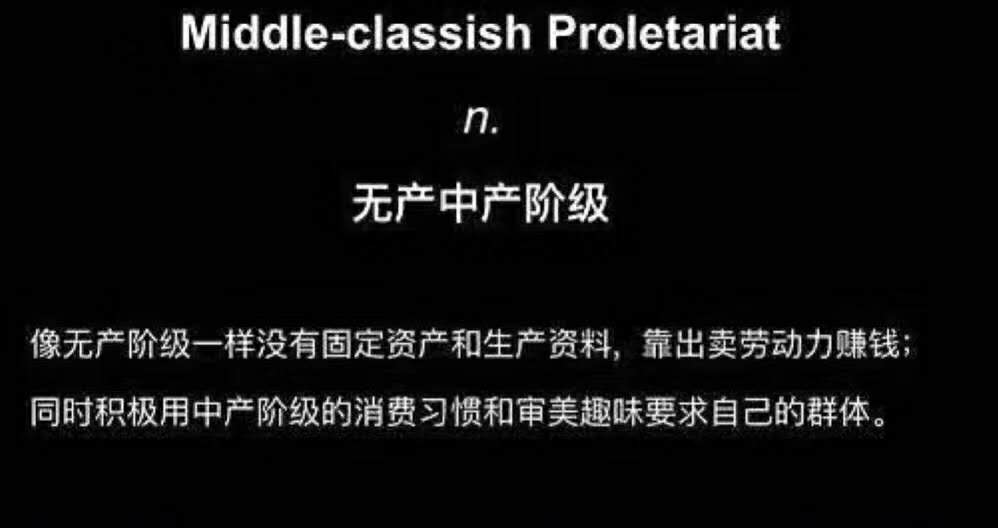 Middle-classish Proletariat
n.
无产中产阶级
像无产阶级一样没有固定资产和生产资料，靠出卖劳动力赚钱；
同时积极用中产阶级的消费习惯和审美趣味要求自己的群体。